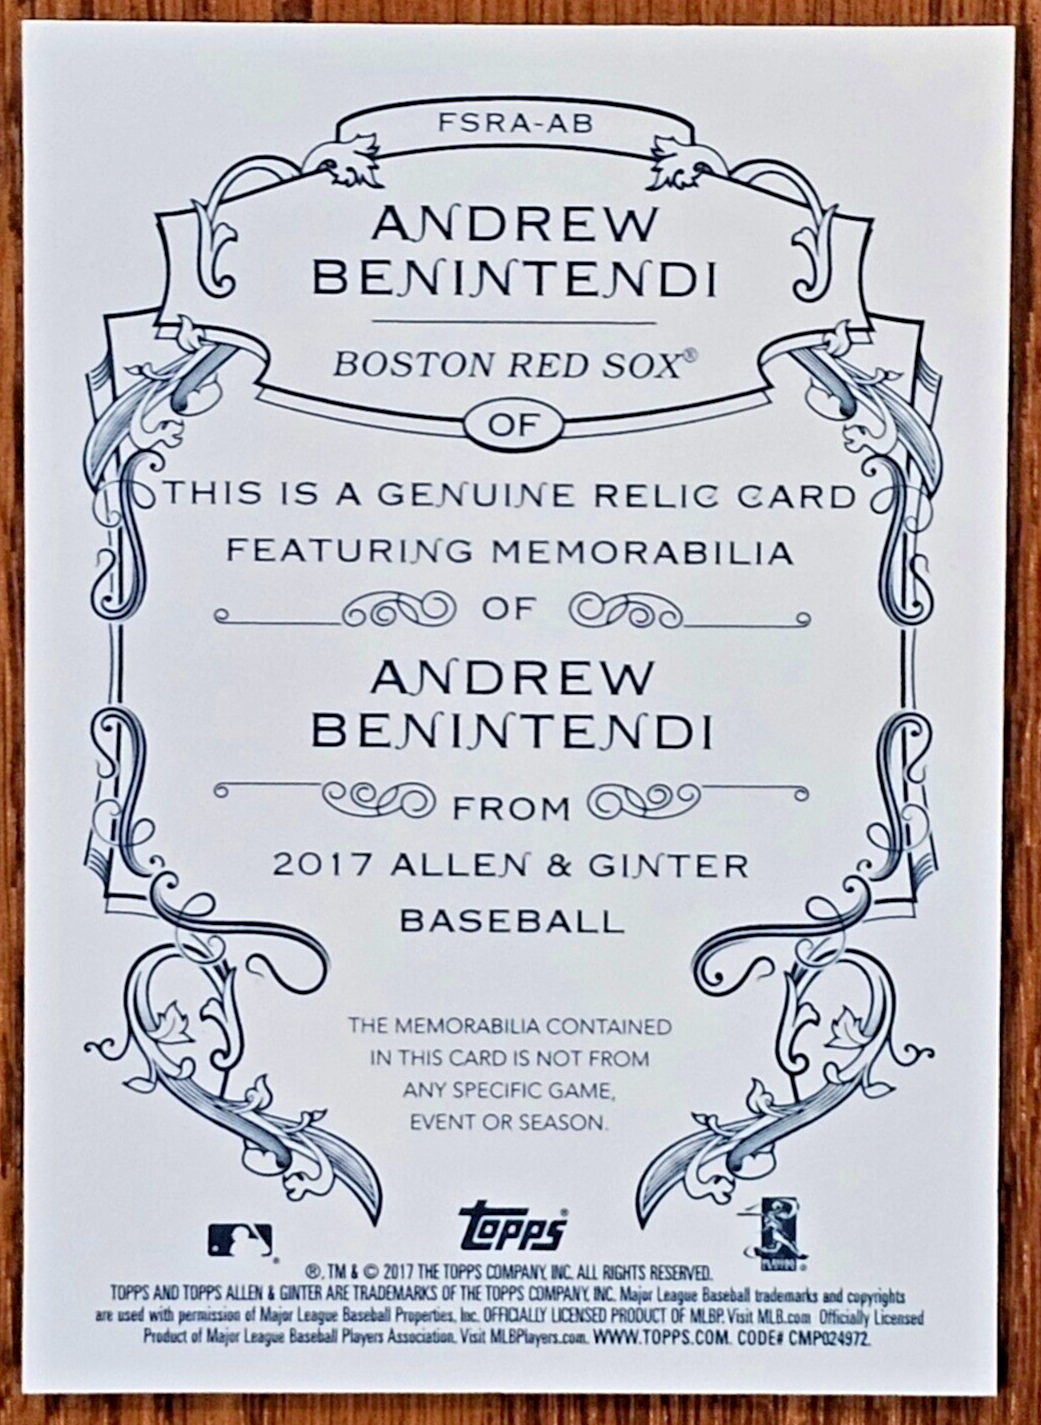 FSRA-AB
ANDREW
BENINTENDI
BOSTON RED SOX®
OF
THIS IS A GENUINE RELIC CARD
FEATURING MEMORABILIA
OF
ANDREW
BENINTENDI
FROM
2017 ALLEN & GINTER
BASEBALL
THE MEMORABILIA CONTAINED
IN THIS CARD IS NOT FROM
ANY SPECIFIC GAME,
EVENT OR SEASON.
topps®
®, TM & © 2017 THE TOPPS COMPANY, INC. ALL RIGHTS RESERVED.
TOPPS AND TOPPS ALLEN & GINTER ARE TRADEMARKS OF THE TOPPS COMPANY, INC. Major League Baseball trademarks and copyrights
are used with permission of Major League Baseball Properties, Inc. OFFICIALLY LICENSED PRODUCT OF MLBP. Visit MLB.com Officially Licensed
Product of Major League Baseball Players Association. Visit MLBPlayers.com. WWW.TOPPS.COM. CODE# CMP024972.